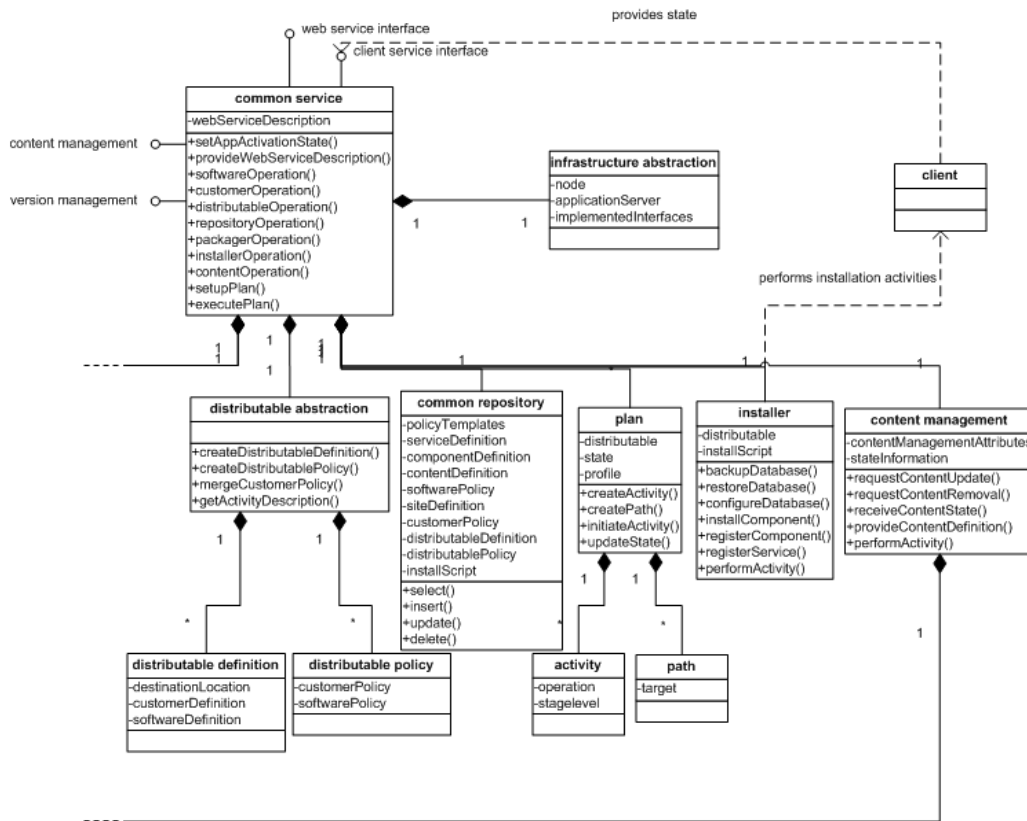 provides state
web service interface
client service interface
common service
-webServiceDescription
+setAppActivationState()
+provideWebServiceDescription()
+softwareOperation()
+customerOperation()
+distributableOperation()
+repositoryOperation()
+packagerOperation()
+installerOperation()
+contentOperation()
+setupPlan()
+executePlan()
content management
version management
infrastructure abstraction
-node
-applicationServer
-implementedInterfaces
1
1
client
performs installation activities
1
1
1
1
1
1
1
1
1
1
*
distributable abstraction
+createDistributableDefinition()
+createDistributablePolicy()
+mergeCustomerPolicy()
+getActivityDescription()
common repository
-policyTemplates
-serviceDefinition
-componentDefinition
-contentDefinition
-softwarePolicy
-siteDefinition
-customerPolicy
-distributableDefinition
-distributablePolicy
-installScript
+select()
+insert()
+update()
+delete()
plan
-distributable
-state
-profile
+createActivity()
+createPath()
+initiateActivity()
+updateState()
installer
-distributable
-installScript
+backupDatabase()
+restoreDatabase()
+configureDatabase()
+installComponent()
+registerComponent()
+registerService()
+performActivity()
content management
-contentManagementAttributes
-stateInformation
+requestContentUpdate()
+requestContentRemoval()
+receiveContentState()
+provideContentDefinition()
+performActivity()
1
1
1
1
1
*
*
*
*
distributable definition
-destinationLocation
-customerDefinition
-softwareDefinition
distributable policy
-customerPolicy
-softwarePolicy
activity
-operation
-stagelevel
path
-target